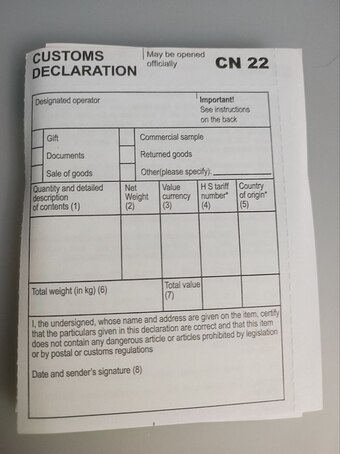 CUSTOMS
DECLARATION
May be opened
officially
CN 22
Designated operator
Important!
See instructions
on the back
Gift
Commercial sample
Documents
Returned goods
Sale of goods
Other(please specify):
Quantity and detailed
description
of contents (1)
Net
Weight
(2)
Value
currency
(3)
H S tariff
number*
(4)
Country
of origin*
(5)
Total weight (in kg) (6)
Total value
(7)
I, the undersigned, whose name and address are given on the item, certify
that the particulars given in this declaration are correct and that this item
does not contain any dangerous article or articles prohibited by legislation
or by postal or customs regulations
Date and sender's signature (8)